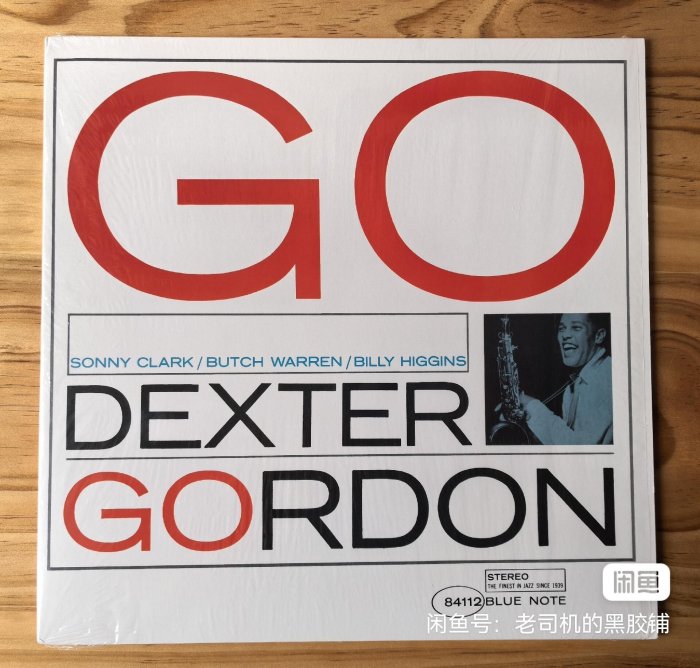 GO
SONNY CLARK/BUTCH WARREN/BILLY HIGGINS
DEXTER
GORDON
STEREO
THE FINEST IN JAZZ SINCE 1939
84112 BLUE NOTE
闲鱼
闲鱼号：老司机的黑胶铺